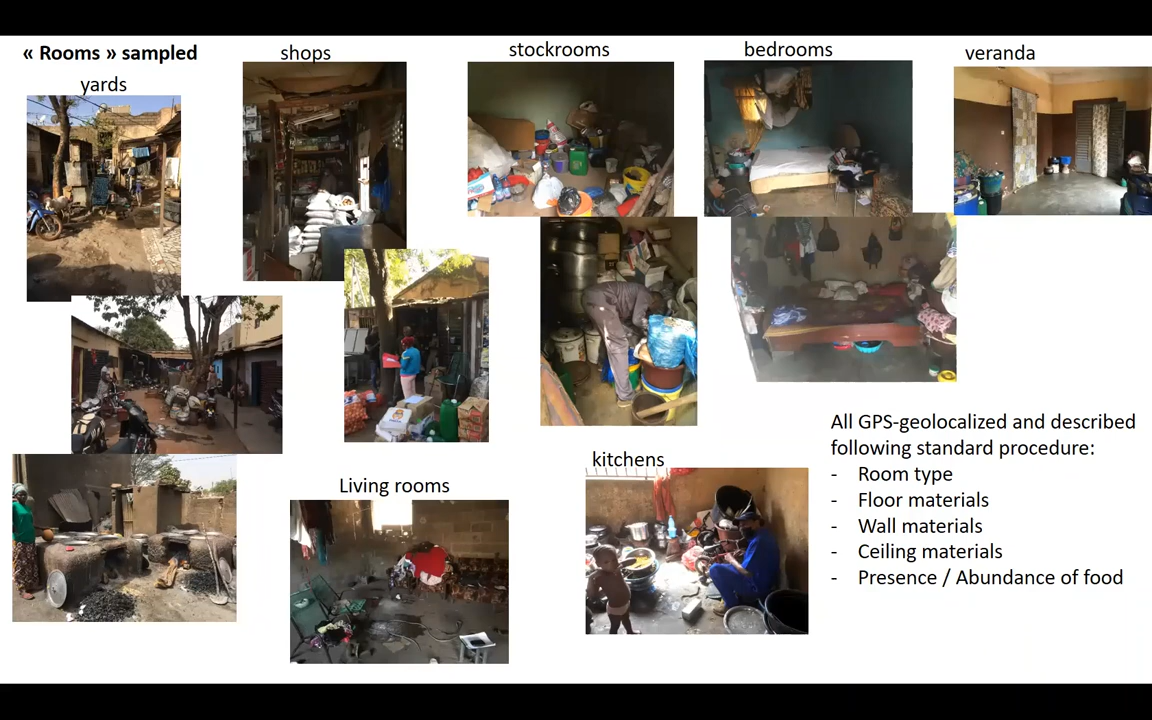 « Rooms » sampled
yards
shops
stockrooms
bedrooms
veranda
Living rooms
kitchens
All GPS-geolocalized and described
following standard procedure:
- Room type
- Floor materials
- Wall materials
- Ceiling materials
- Presence / Abundance of food